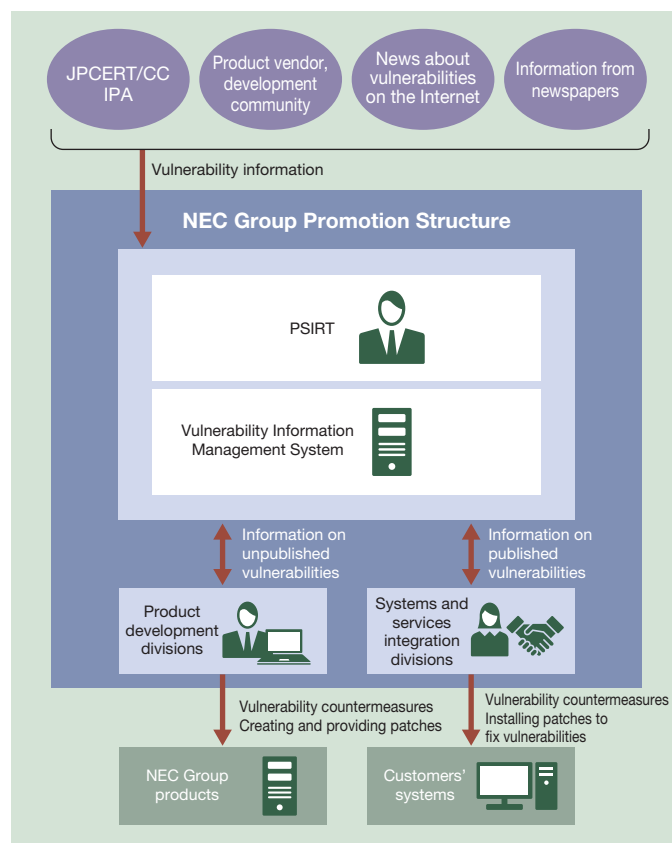 JPCERT/CC
IPA
Product vendor,
development
community
News about
vulnerabilities
on the Internet
Information from
newspapers
Vulnerability information
NEC Group Promotion Structure
PSIRT
Vulnerability Information
Management System
Information on
unpublished
vulnerabilities
Information on
published
vulnerabilities
Product
development
divisions
Systems and
services
integration
divisions
Vulnerability countermeasures
Creating and providing patches
Vulnerability countermeasures
Installing patches to
fix vulnerabilities
NEC Group
products
Customers'
systems